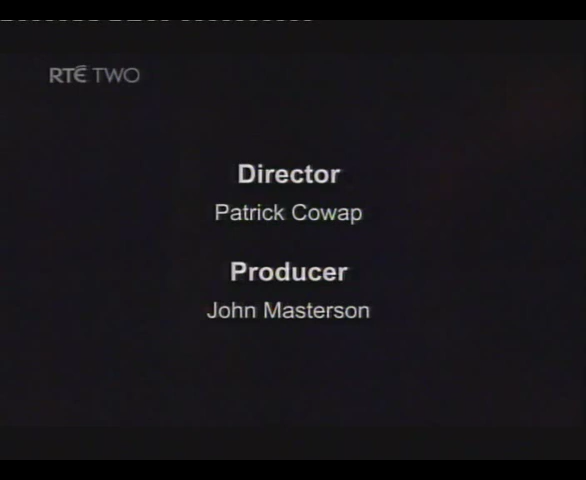 RTÉ TWO
Director
Patrick Cowap
Producer
John Masterson